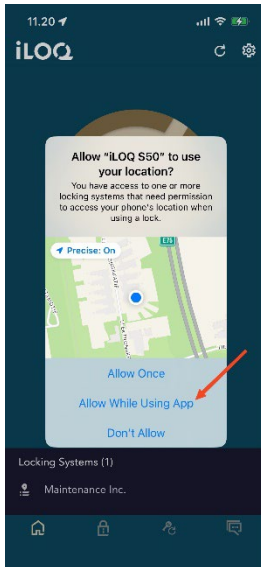 11.20
iLOQ
Allow "iLOQ S50" to use
your location?
You have access to one or more
locking systems that need permission
to access your phone's location when
using a lock.
Precise: On
E75
Allow Once
Allow While Using App
Don't Allow
Locking Systems (1)
Maintenance Inc.